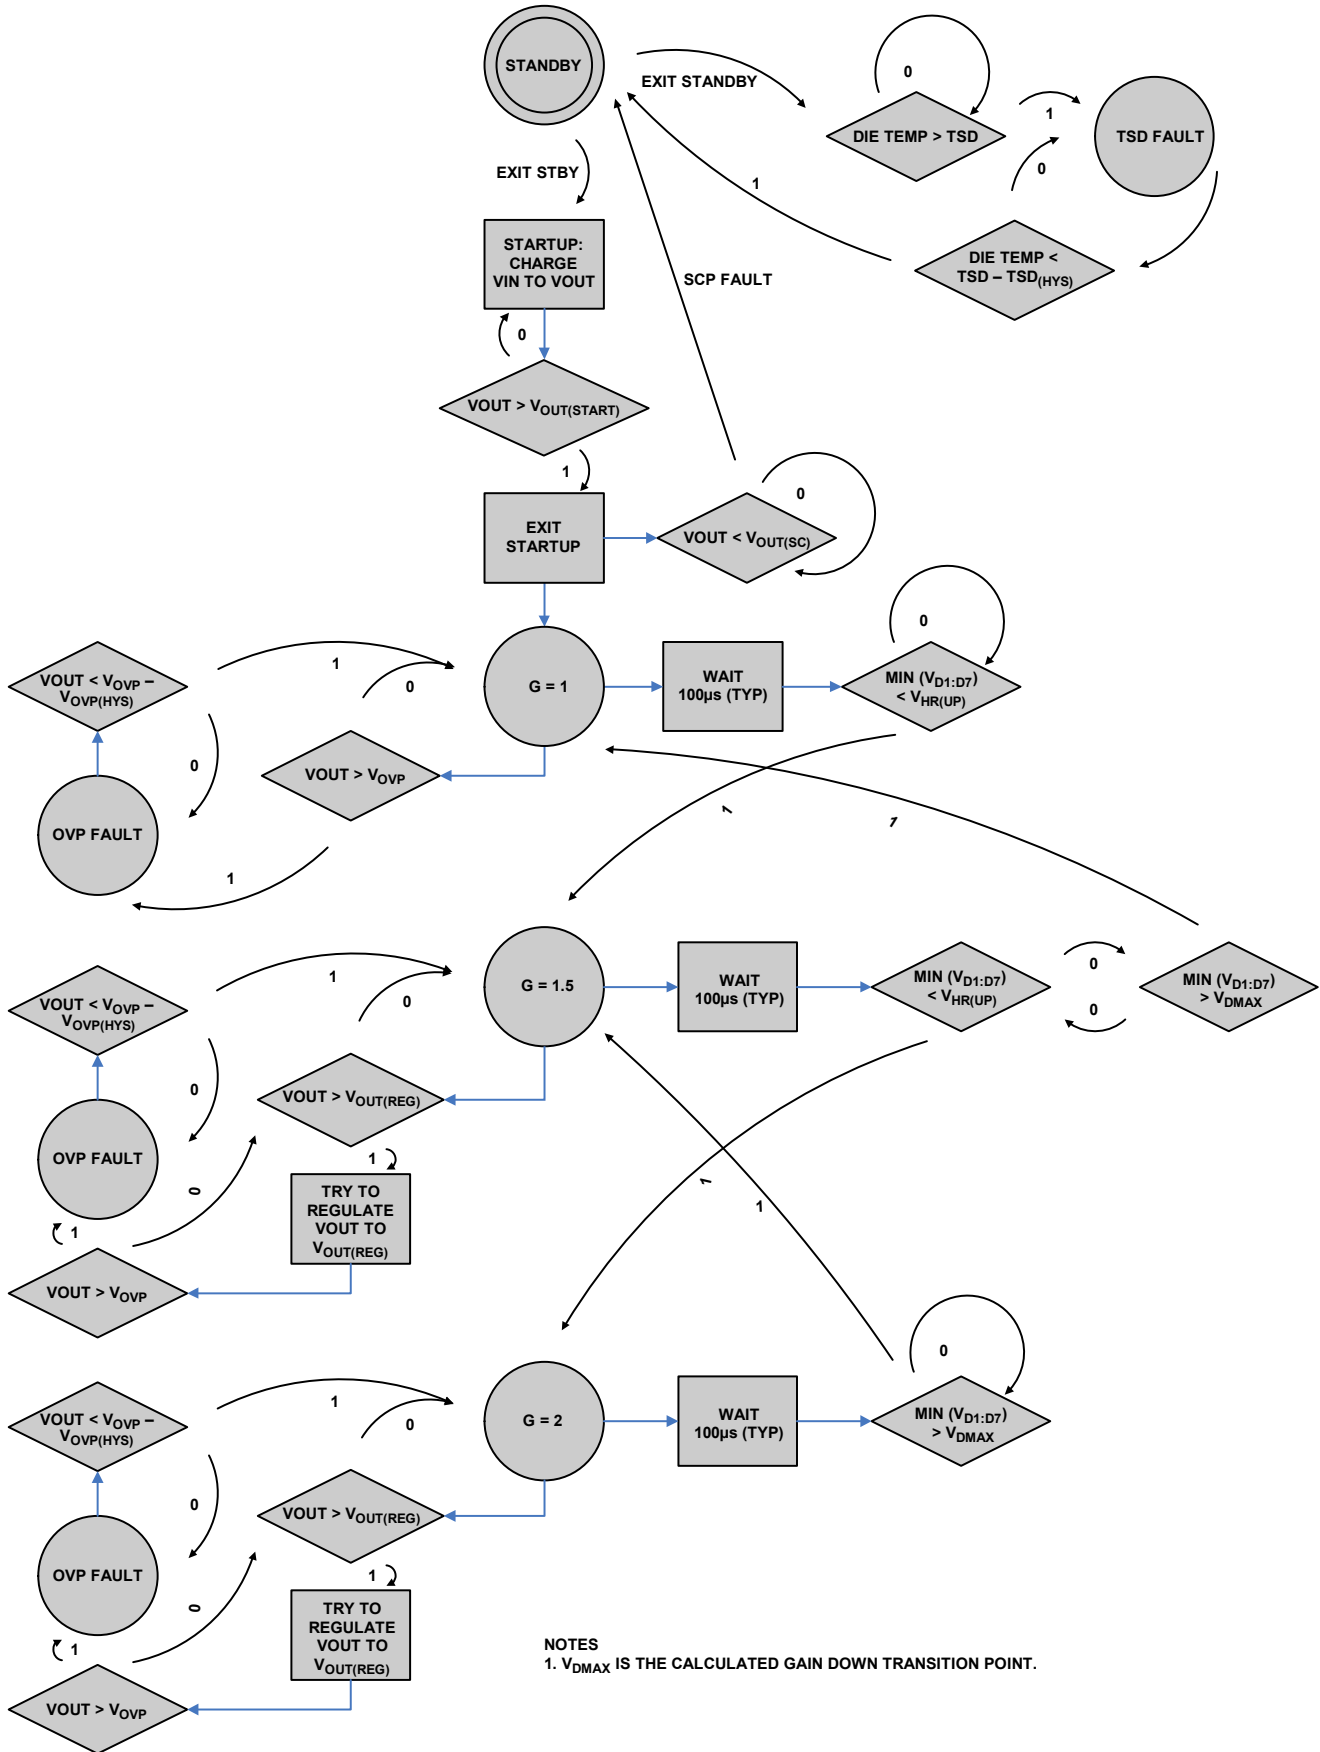 STANDBY
EXIT STANDBY
0
DIE TEMP > TSD
1
0
TSD FAULT
EXIT STBY
1
STARTUP:
CHARGE
VIN TO VOUT
SCP FAULT
DIE TEMP <
TSD – TSD(HYS)
0
VOUT > VOUT(START)
1
0
EXIT
STARTUP
VOUT < VOUT(SC)
0
VOUT < VOVP –
VOVP(HYS)
1
0
G = 1
WAIT
100µs (TYP)
MIN (VD1:D7)
< VHR(UP)
0
VOUT > VOVP
OVP FAULT
1
1
1
VOUT < VOVP –
VOVP(HYS)
1
0
G = 1.5
WAIT
100µs (TYP)
MIN (VD1:D7)
< VHR(UP)
0
0
MIN (VD1:D7)
> VDMAX
0
VOUT > VOUT(REG)
OVP FAULT
1
0
TRY TO
REGULATE
VOUT TO
VOUT(REG)
1
1
1
VOUT > VOVP
0
VOUT < VOVP –
VOVP(HYS)
1
0
G = 2
WAIT
100µs (TYP)
MIN (VD1:D7)
> VDMAX
0
VOUT > VOUT(REG)
OVP FAULT
1
0
TRY TO
REGULATE
VOUT TO
VOUT(REG)
1
VOUT > VOVP
NOTES
1. VDMAX IS THE CALCULATED GAIN DOWN TRANSITION POINT.